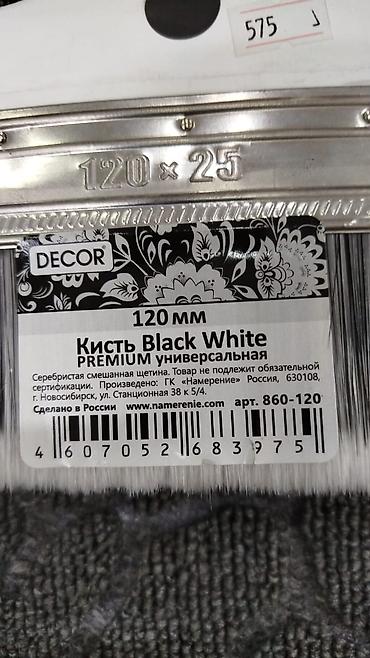 575
120 × 25
DECOR
120 мм
Кисть Black White
PREMIUM универсальная
Серебристая смешанная щетина. Товар не подлежит обязательной
сертификации. Произведено: ГК «Намерение» Россия, 630108,
г. Новосибирск, ул. Станционная 38 к 5/4.
Сделано в России www.namerenie.com арт. 860-120
4 607052 683975